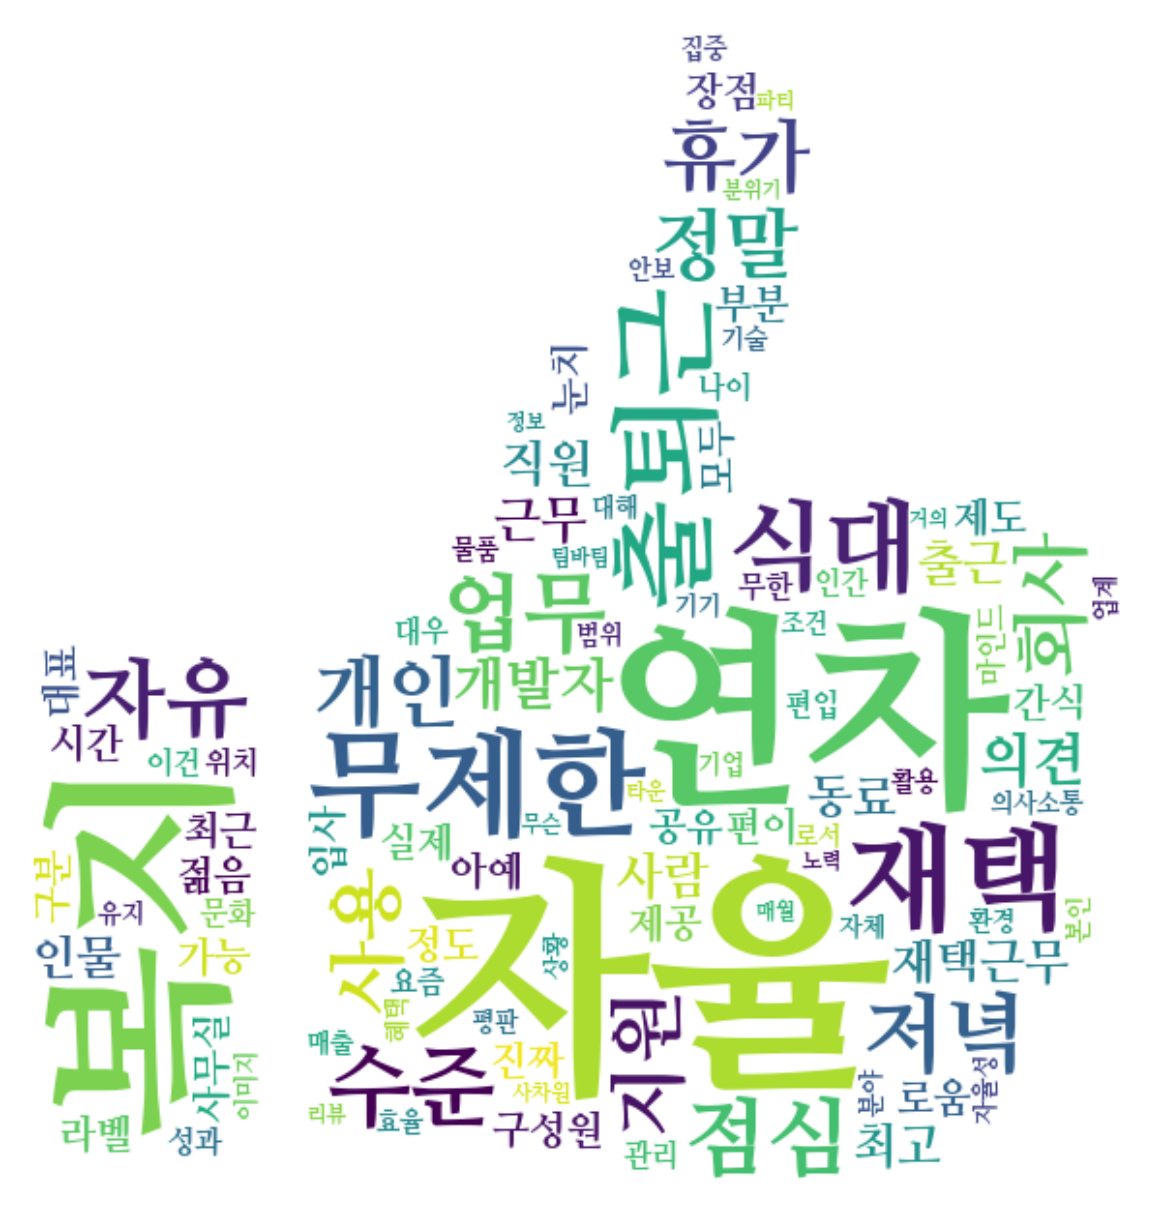 집중
장점
파티
휴가
분위기
정말
안보
부분
출퇴근
기술
눈치
나이
정보
모두
직원
근무
대해
식대
거의
제도
물품
팀바팀
출근
회사
업무
무한
인간
업계
기기
연차
대우
범위
조건
마인드
대표
자유
개인
개발자
편입
간식
시간
이건
위치
무제한
기업
의견
복지
타운
동료
활용
의사소통
최근
입사
실제
무슨
공유
편이
로서
재택
구분
젊음
아예
자율
사람
노력
유지
문화
사용
제공
매월
자체
환경
본인
인물
가능
정도
상황
재택근무
요즘
사무실
혜택
평판
지원
저녁
매출
수준
진짜
이미지
사차원
분야
로움
자율성
라벨
성과
리뷰
효율
구성원
관리
점심
최고